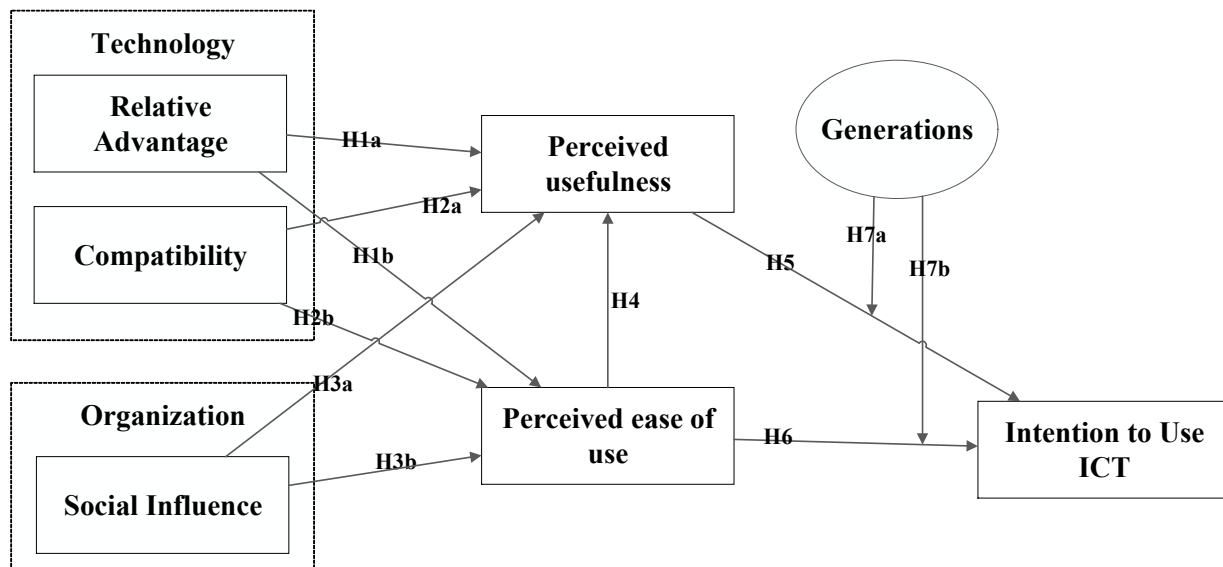 Technology
Relative
Advantage
Compatibility
Organization
Social Influence
H1a
H2a
H1b
H2b
H3a
H3b
Perceived
usefulness
H4
Perceived ease of
use
Generations
H7a
H5
H7b
H6
Intention to Use
ICT